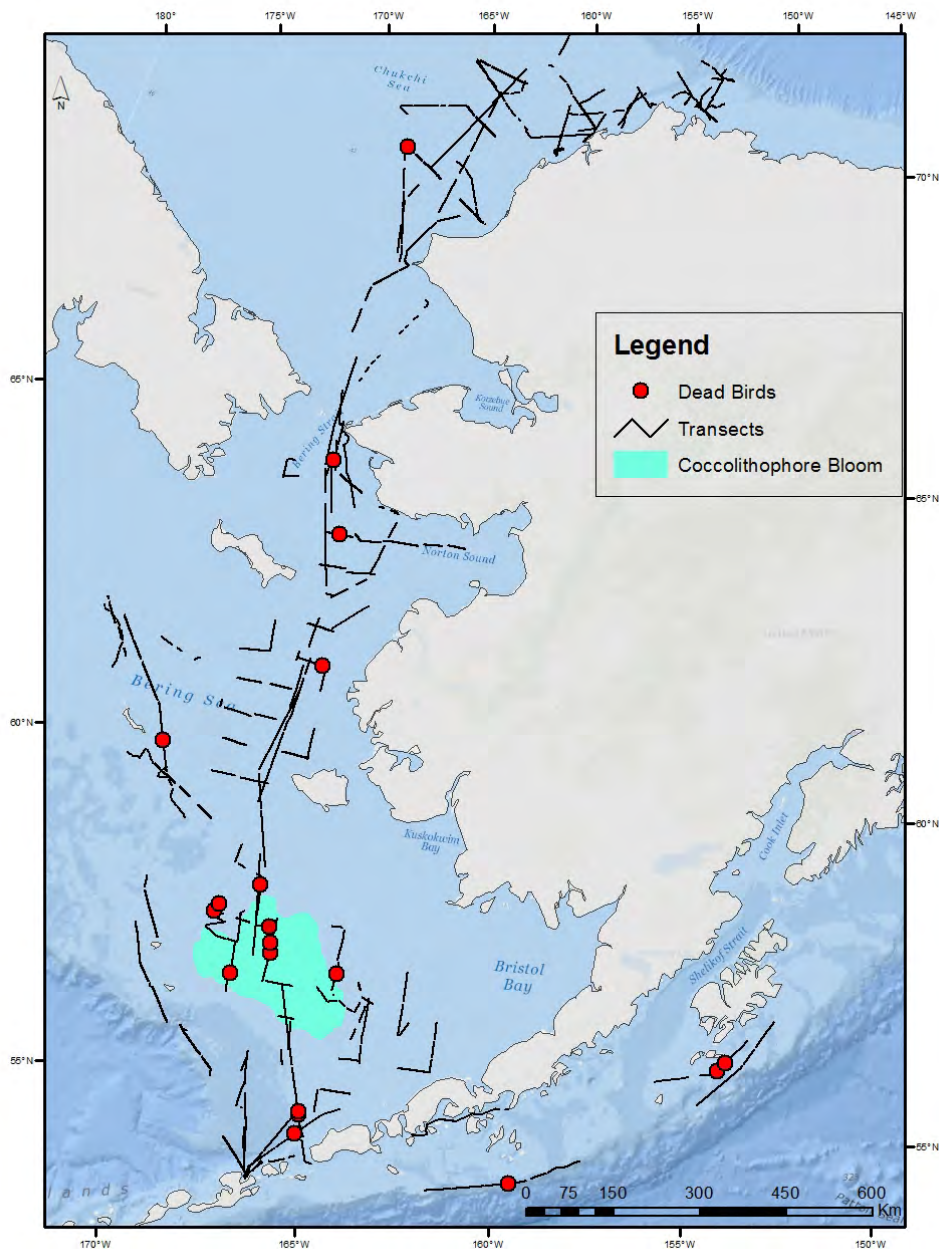 180° 175°W 170°W 165°W 160°W 155°W 150°W 145°W
N
Chukchi
Sea
70°N
Legend
Dead Birds
Transects
Coccolithophore Bloom
65°N
Kotzebue
Sound
Bering Strait
65°N
Norton Sound
Bering Sea
60°N
60°N
Kuskokwim
Bay
Cook Inlet
Bristol
Bay
Shelikof Strait
55°N
55°N
lands
0 75 150 300 450 600
Km
170°W 165°W 160°W 155°W 150°W